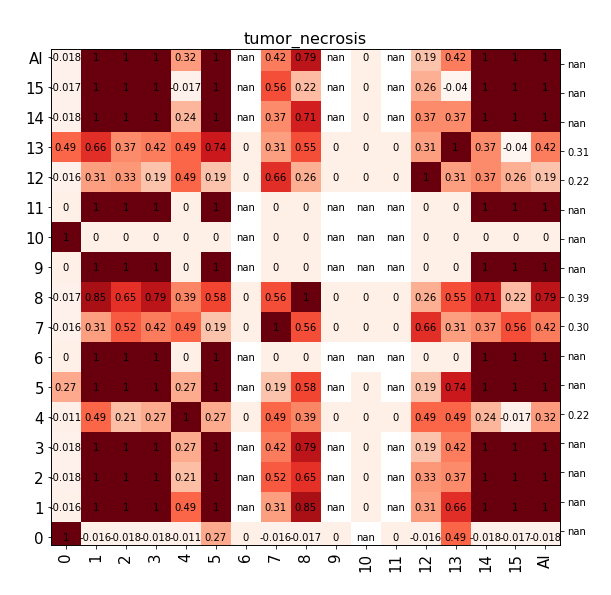 tumor_necrosis
AI -0.018 1 1 1 0.32 1 nan 0.42 0.79 nan 0 nan 0.19 0.42 1 1 1 nan
15 -0.017 1 1 1 -0.017 1 nan 0.56 0.22 nan 0 nan 0.26 -0.04 1 1 1 nan
14 -0.018 1 1 1 0.24 1 nan 0.37 0.71 nan 0 nan 0.37 0.37 1 1 1 nan
13 0.49 0.66 0.37 0.42 0.49 0.74 0 0.31 0.55 0 0 0 0.31 1 0.37 -0.04 0.42 0.31
12 -0.016 0.31 0.33 0.19 0.49 0.19 0 0.66 0.26 0 0 0 1 0.31 0.37 0.26 0.19 0.22
11 0 1 1 1 0 1 nan 0 0 nan nan nan 0 0 1 1 1 nan
10 1 0 0 0 0 0 nan 0 0 nan nan nan 0 0 0 0 0 nan
9 0 1 1 1 0 1 nan 0 0 nan nan nan 0 0 1 1 1 nan
8 -0.017 0.85 0.65 0.79 0.39 0.58 0 0.56 1 0 0 0 0.26 0.55 0.71 0.22 0.79 0.39
7 -0.016 0.31 0.52 0.42 0.49 0.19 0 1 0.56 0 0 0 0.66 0.31 0.37 0.56 0.42 0.30
6 0 1 1 1 0 1 nan 0 0 nan nan nan 0 0 1 1 1 nan
5 0.27 1 1 1 0.27 1 nan 0.19 0.58 nan 0 nan 0.19 0.74 1 1 1 nan
4 -0.011 0.49 0.21 0.27 1 0.27 0 0.49 0.39 0 0 0 0.49 0.49 0.24 -0.017 0.32 0.22
3 -0.018 1 1 1 0.27 1 nan 0.42 0.79 nan 0 nan 0.19 0.42 1 1 1 nan
2 -0.018 1 1 1 0.21 1 nan 0.52 0.65 nan 0 nan 0.33 0.37 1 1 1 nan
1 -0.016 1 1 1 0.49 1 nan 0.31 0.85 nan 0 nan 0.31 0.66 1 1 1 nan
0 1 -0.016 -0.018 -0.018 -0.011 0.27 0 -0.016 -0.017 0 nan 0 -0.016 0.49 -0.018 -0.017 -0.018 nan
0 1 2 3 4 5 6 7 8 9 10 11 12 13 14 15 AI